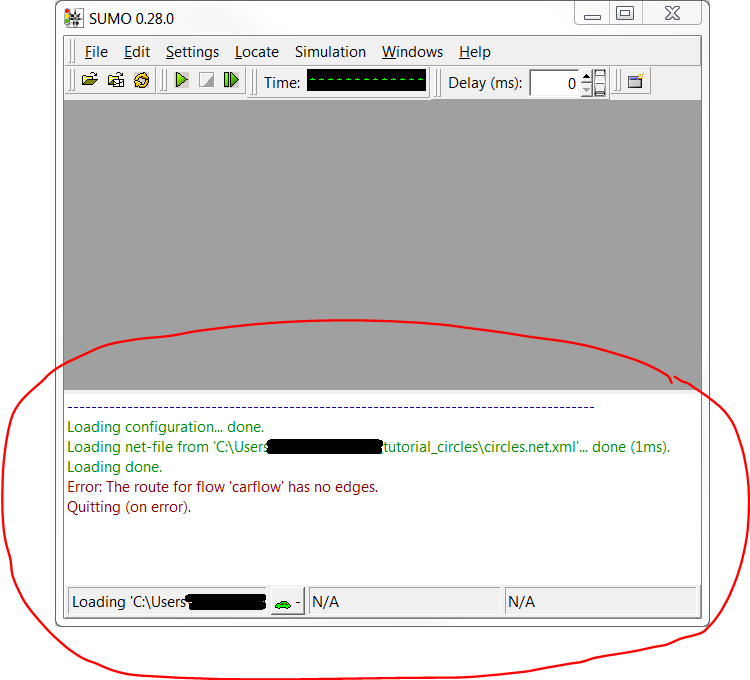 SUMO 0.28.0
File Edit Settings Locate Simulation Windows Help
Time: Delay (ms): 0
--------------------------------------------------------------------------------
Loading configuration... done.
Loading net-file from 'C:\Users tutorial_circles\circles.net.xml'... done (1ms).
Loading done.
Error: The route for flow 'carflow' has no edges.
Quitting (on error).
Loading 'C:\Users - N/A N/A